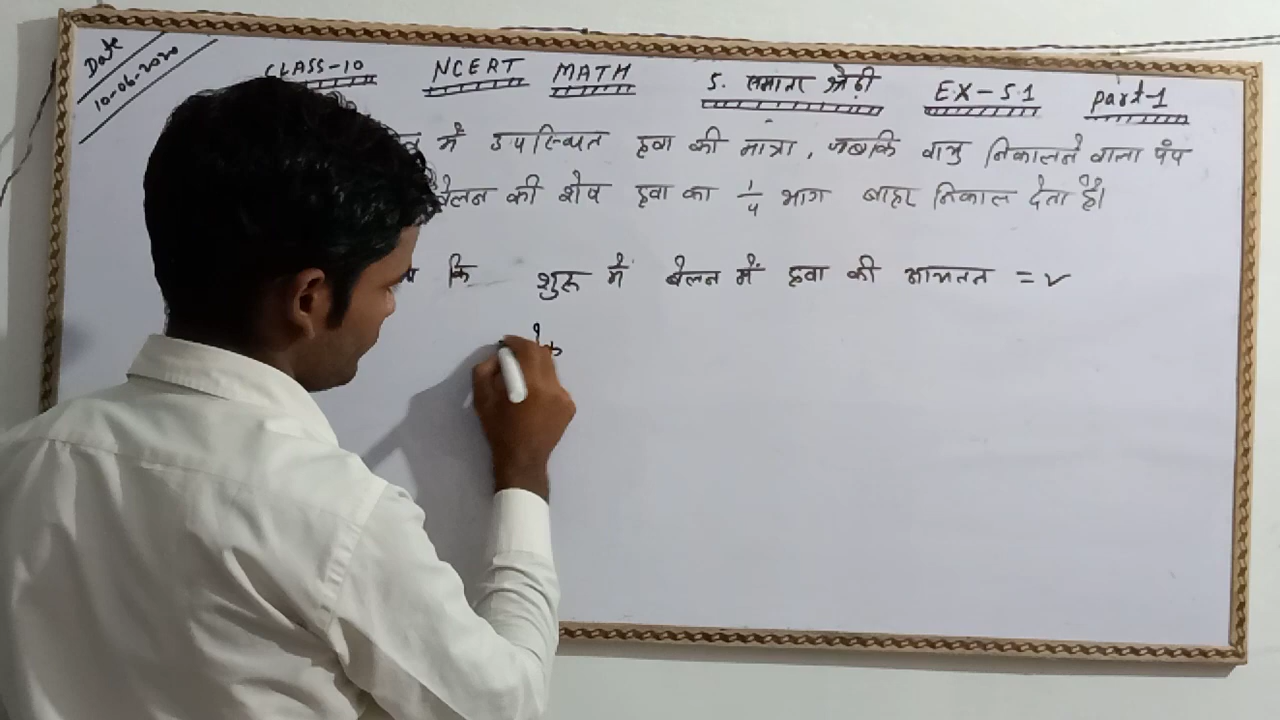 Date
10-06-2020
CLASS-10 NCERT MATH 5. समांतर श्रेढ़ी EX-5.1 Part-1
में उपस्थित हवा की मात्रा, जबकि वायु निकालने वाला पंप
बेलन की शेष हवा का 1/4 भाग बाहर निकाल देता है।
कि शुरू में बेलन में हवा की आयतन = V